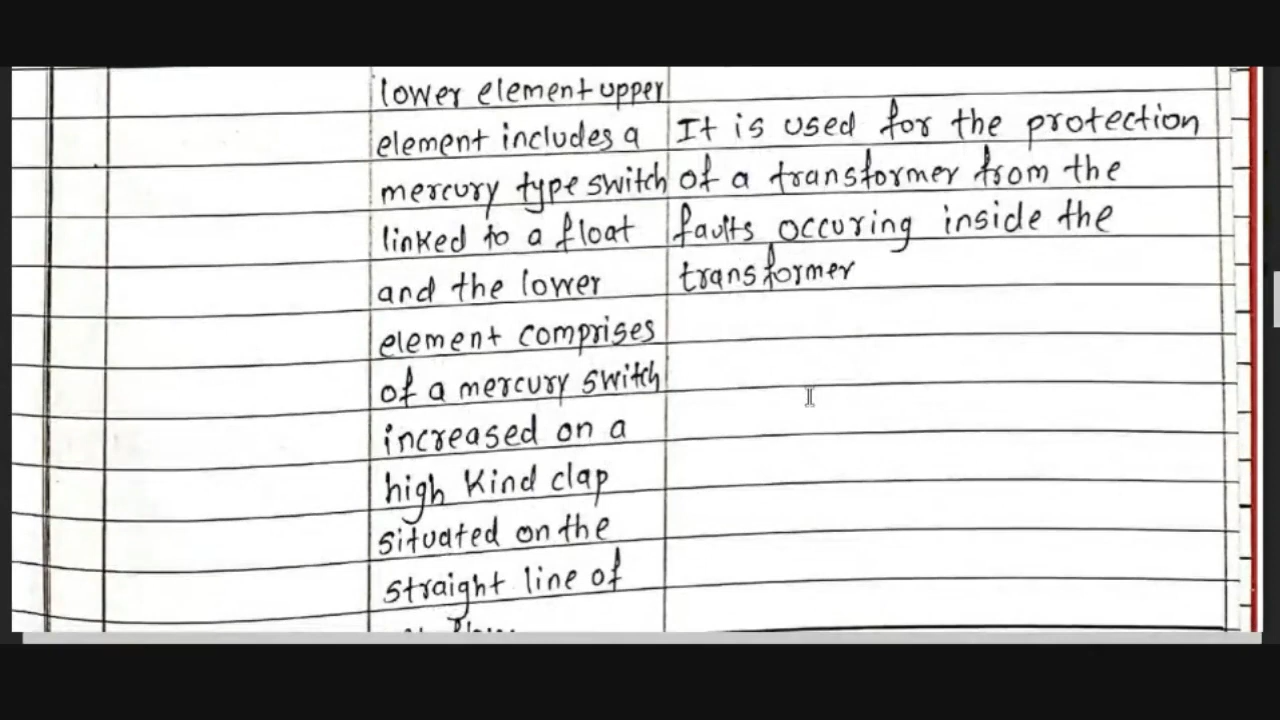 lower element upper
element includes a
mercury type switch
linked to a float
and the lower
element comprises
of a mercury switch
increased on a
high kind clap
situated on the
straight line of
It is used for the protection
of a transformer from the
faults occuring inside the
transformer